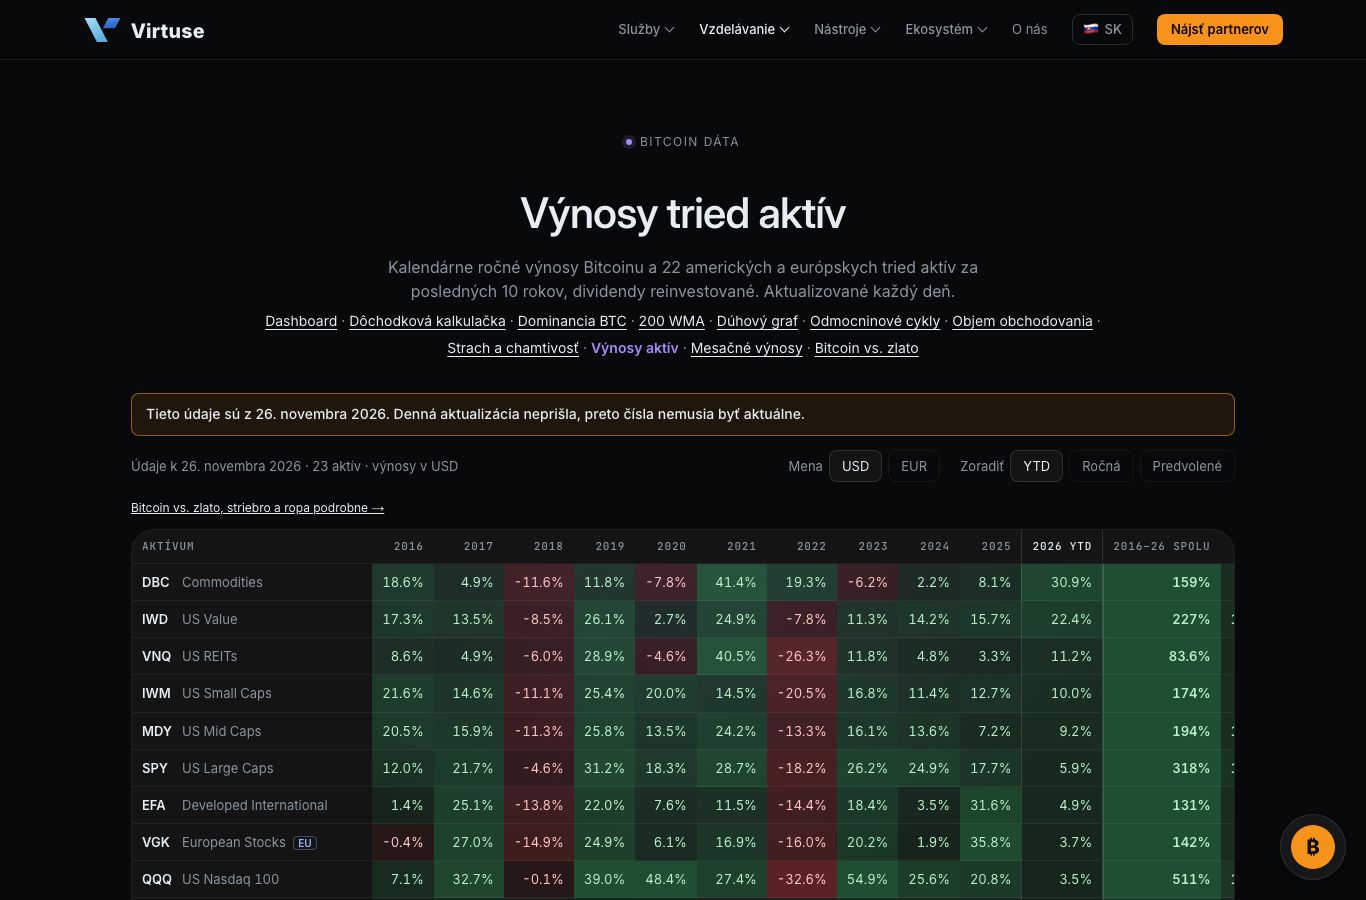 Virtuse
Služby Vzdelávanie Nástroje Ekosystém O nás SK Nájsť partnerov
BITCOIN DÁTA
Výnosy tried aktív
Kalendárne ročné výnosy Bitcoinu a 22 amerických a európskych tried aktív za
posledných 10 rokov, dividendy reinvestované. Aktualizované každý deň.
Dashboard · Dôchodková kalkulačka · Dominancia BTC · 200 WMA · Dúhový graf · Odmocninové cykly · Objem obchodovania ·
Strach a chamtivosť · Výnosy aktív · Mesačné výnosy · Bitcoin vs. zlato
Tieto údaje sú z 26. novembra 2026. Denná aktualizácia neprišla, preto čísla nemusia byť aktuálne.
Údaje k 26. novembra 2026 · 23 aktív · výnosy v USD Mena USD EUR Zoradiť YTD Ročná Predvolené
Bitcoin vs. zlato, striebro a ropa podrobne →
AKTÍVUM 2016 2017 2018 2019 2020 2021 2022 2023 2024 2025 2026 YTD 2016–26 SPOLU
DBC Commodities 18.6% 4.9% -11.6% 11.8% -7.8% 41.4% 19.3% -6.2% 2.2% 8.1% 30.9% 159%
IWD US Value 17.3% 13.5% -8.5% 26.1% 2.7% 24.9% -7.8% 11.3% 14.2% 15.7% 22.4% 227%
VNQ US REITs 8.6% 4.9% -6.0% 28.9% -4.6% 40.5% -26.3% 11.8% 4.8% 3.3% 11.2% 83.6%
IWM US Small Caps 21.6% 14.6% -11.1% 25.4% 20.0% 14.5% -20.5% 16.8% 11.4% 12.7% 10.0% 174%
MDY US Mid Caps 20.5% 15.9% -11.3% 25.8% 13.5% 24.2% -13.3% 16.1% 13.6% 7.2% 9.2% 194%
SPY US Large Caps 12.0% 21.7% -4.6% 31.2% 18.3% 28.7% -18.2% 26.2% 24.9% 17.7% 5.9% 318%
EFA Developed International 1.4% 25.1% -13.8% 22.0% 7.6% 11.5% -14.4% 18.4% 3.5% 31.6% 4.9% 131%
VGK European Stocks EU -0.4% 27.0% -14.9% 24.9% 6.1% 16.9% -16.0% 20.2% 1.9% 35.8% 3.7% 142%
QQQ US Nasdaq 100 7.1% 32.7% -0.1% 39.0% 48.4% 27.4% -32.6% 54.9% 25.6% 20.8% 3.5% 511%